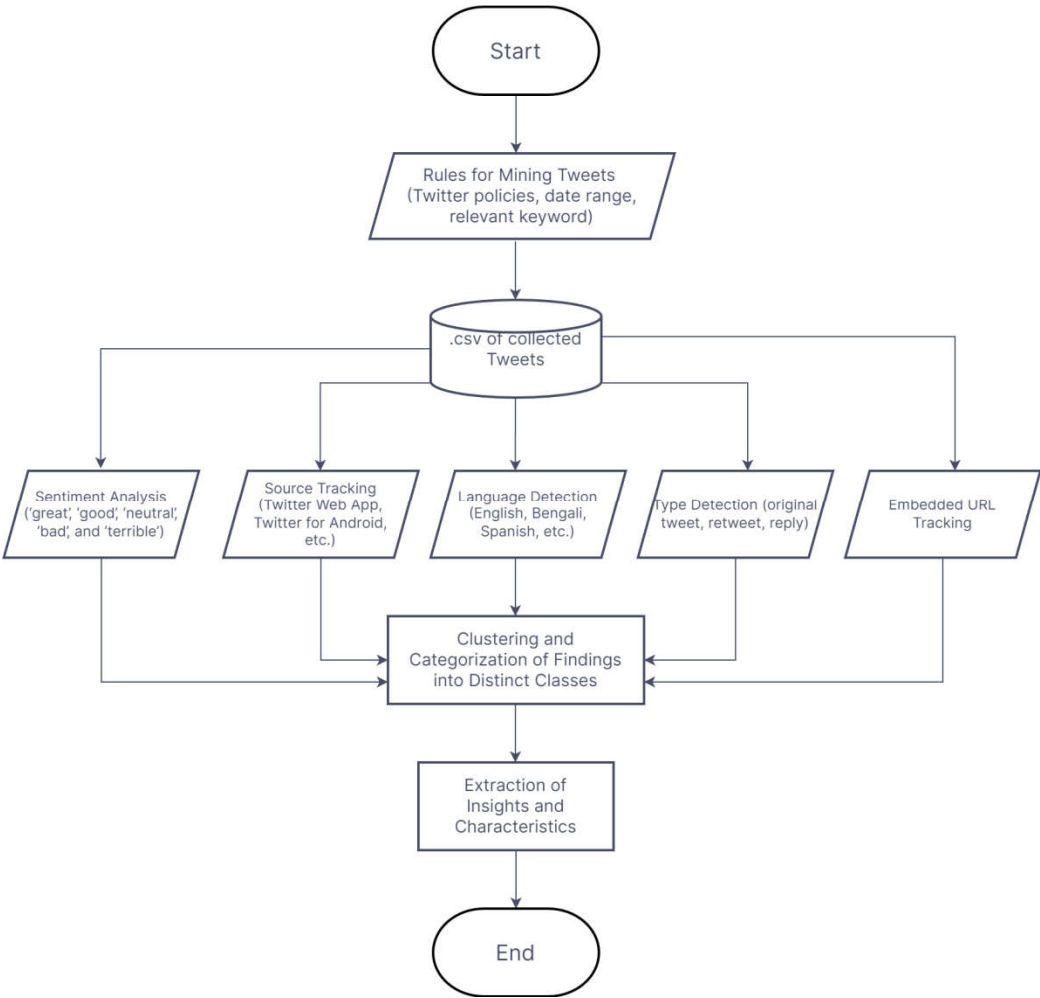 Start
Rules for Mining Tweets
(Twitter policies, date range,
relevant keyword)
.csv of collected
Tweets
Sentiment Analysis
(‘great’, ‘good’, ‘neutral’,
‘bad’, and ‘terrible’)
Source Tracking
(Twitter Web App,
Twitter for Android,
etc.)
Language Detection
(English, Bengali,
Spanish, etc.)
Type Detection (original
tweet, retweet, reply)
Embedded URL
Tracking
Clustering and
Categorization of Findings
into Distinct Classes
Extraction of
Insights and
Characteristics
End